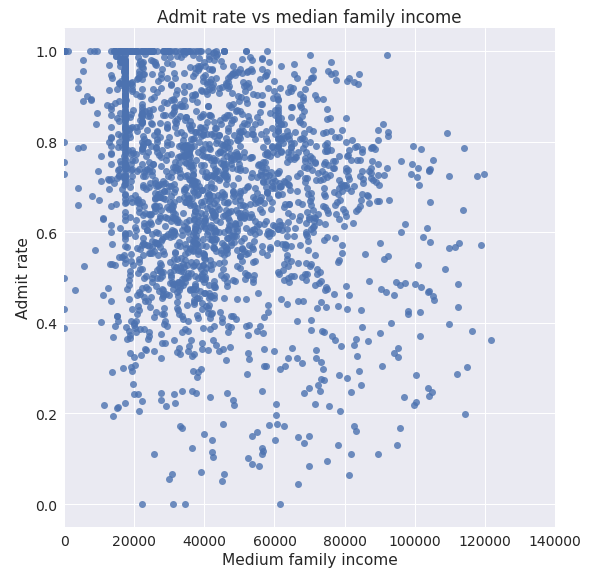 Admit rate vs median family income
1.0
0.8
0.6
0.4
0.2
0.0
Admit rate
0 20000 40000 60000 80000 100000 120000 140000
Medium family income